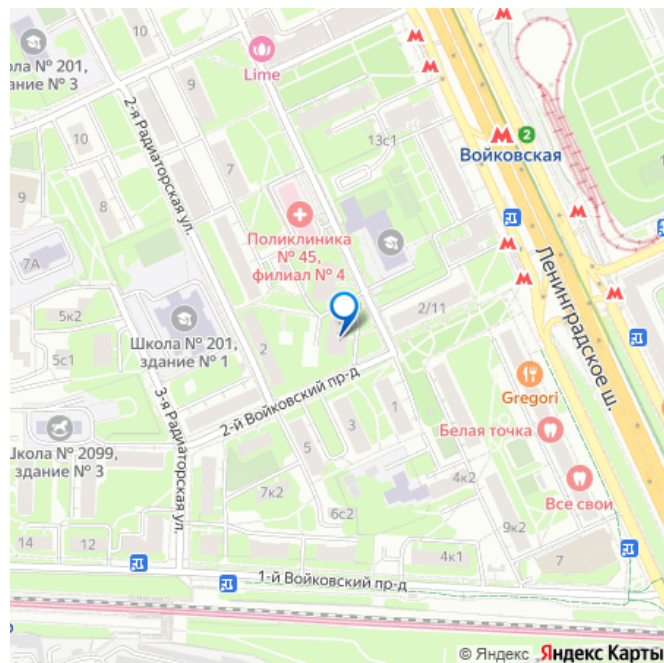 ола № 201,
дание № 3
Lime
9
10
10
2-я Радиаторская ул.
7
13с1
2
Войковская
9
8
7А
Поликлиника
№ 45,
филиал № 4
Ленинградское ш.
5к2
5с1
Школа № 201,
здание № 1
2
2/11
2-й Войковский пр-д
3-я Радиаторская ул.
Gregori
1
3
5
Белая точка
Школа № 2099,
здание № 3
7к2
6с2
4к2
Все свои
9к2
14
12
4к1
7
1-й Войковский пр-д
© Яндекс Яндекс Карты